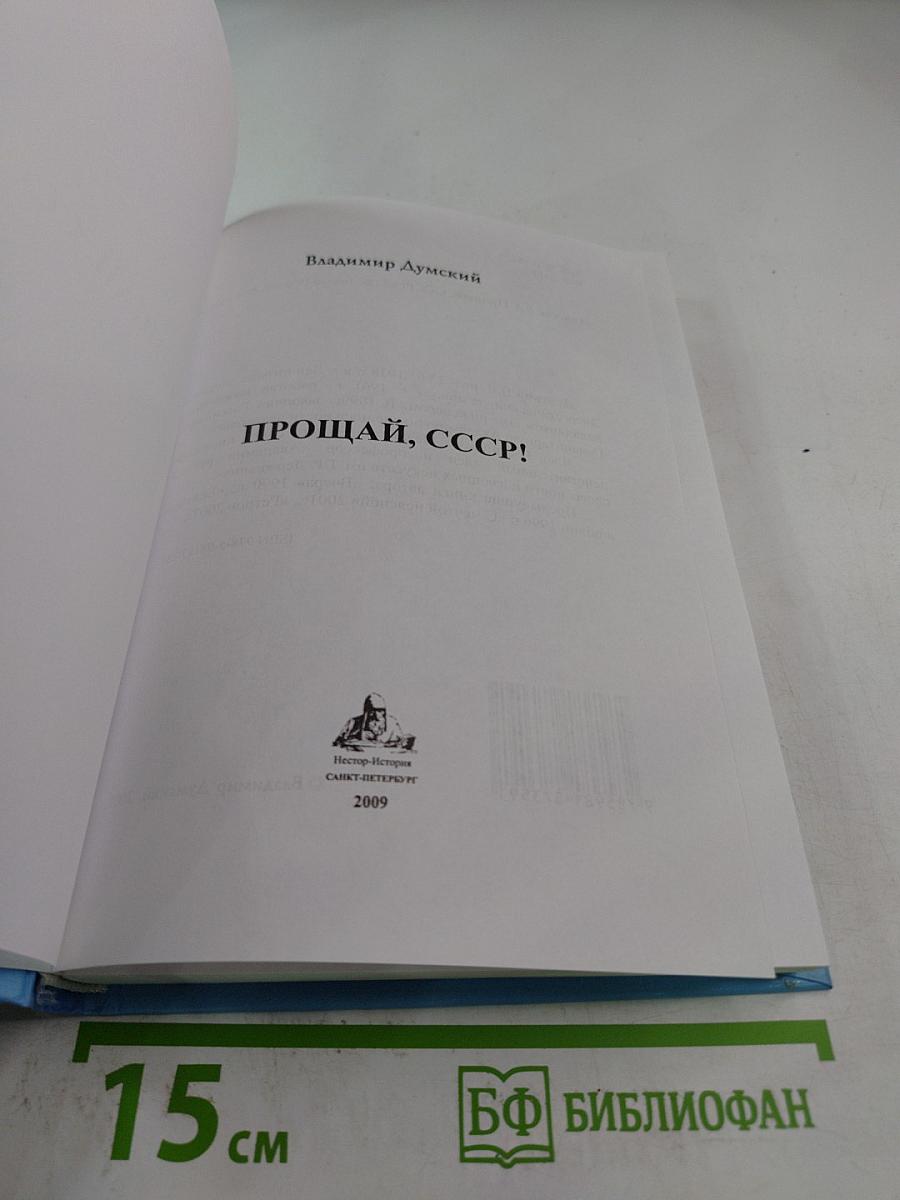 Владимир Думский
ПРОЩАЙ, СССР!
Нестор-История
САНКТ-ПЕТЕРБУРГ
2009
15 см
БФ БИБЛИОФАН